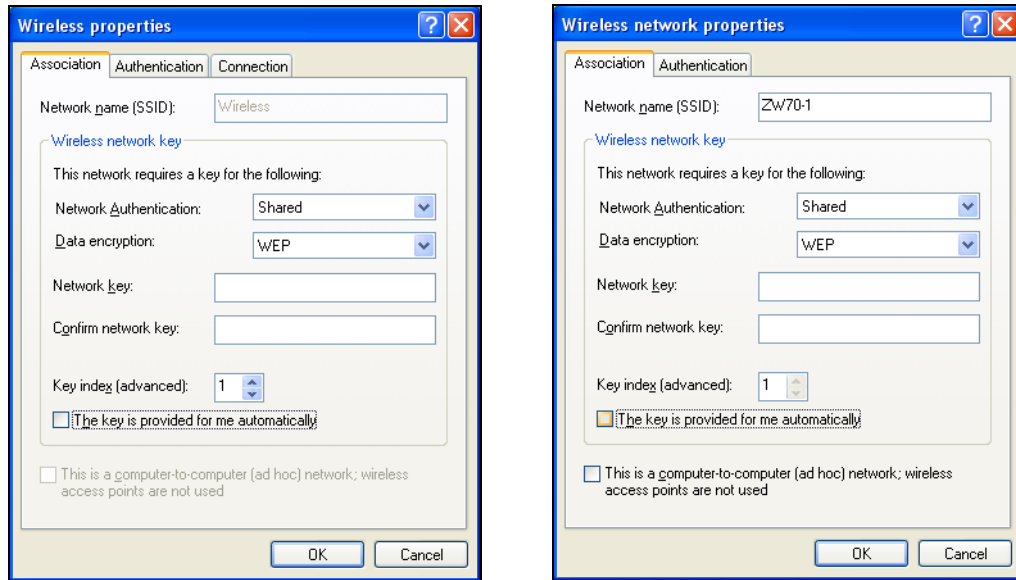 Wireless properties
Association Authentication Connection
Network name (SSID): Wireless
Wireless network key
This network requires a key for the following:
Network Authentication: Shared
Data encryption: WEP
Network key:
Confirm network key:
Key index (advanced): 1
The key is provided for me automatically
This is a computer-to-computer (ad hoc) network; wireless
access points are not used
OK Cancel
Wireless network properties
Association Authentication
Network name (SSID): ZW70-1
Wireless network key
This network requires a key for the following:
Network Authentication: Shared
Data encryption: WEP
Network key:
Confirm network key:
Key index (advanced): 1
The key is provided for me automatically
This is a computer-to-computer (ad hoc) network; wireless
access points are not used
OK Cancel